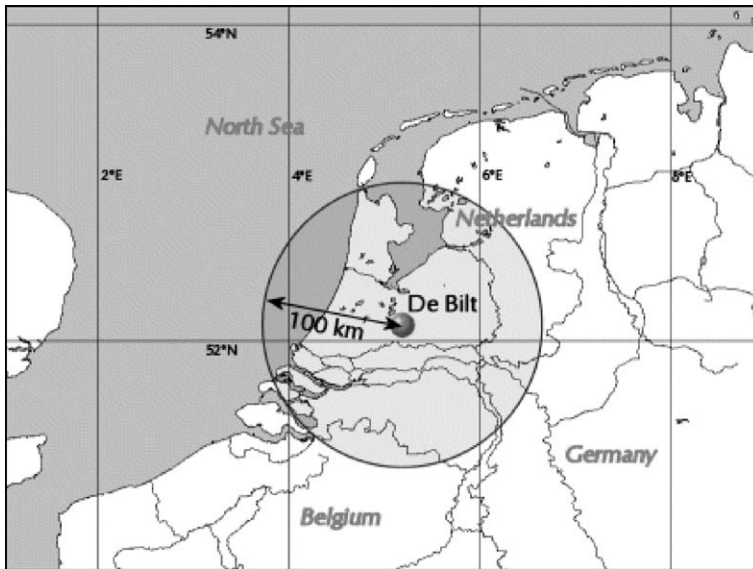 54°N
North Sea
2°E
4°E
6°E
8°E
Netherlands
De Bilt
100 km
52°N
Germany
Belgium